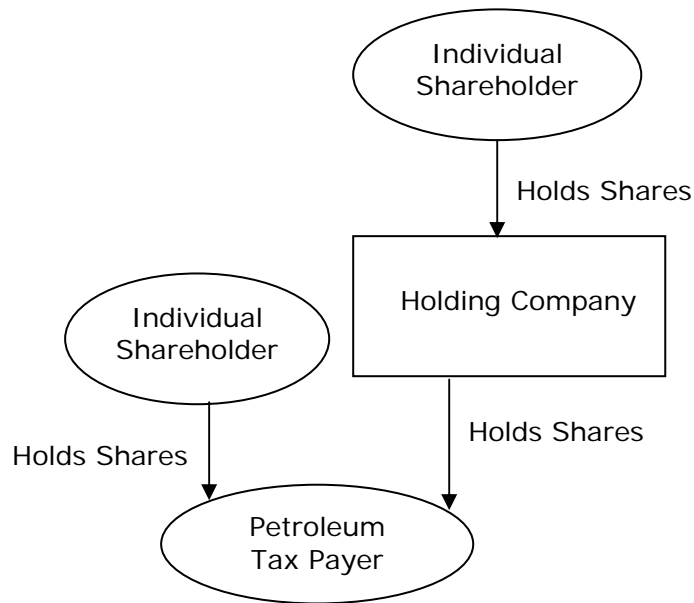 Individual
Shareholder
Holds Shares
Holding Company
Individual
Shareholder
Holds Shares
Holds Shares
Petroleum
Tax Payer